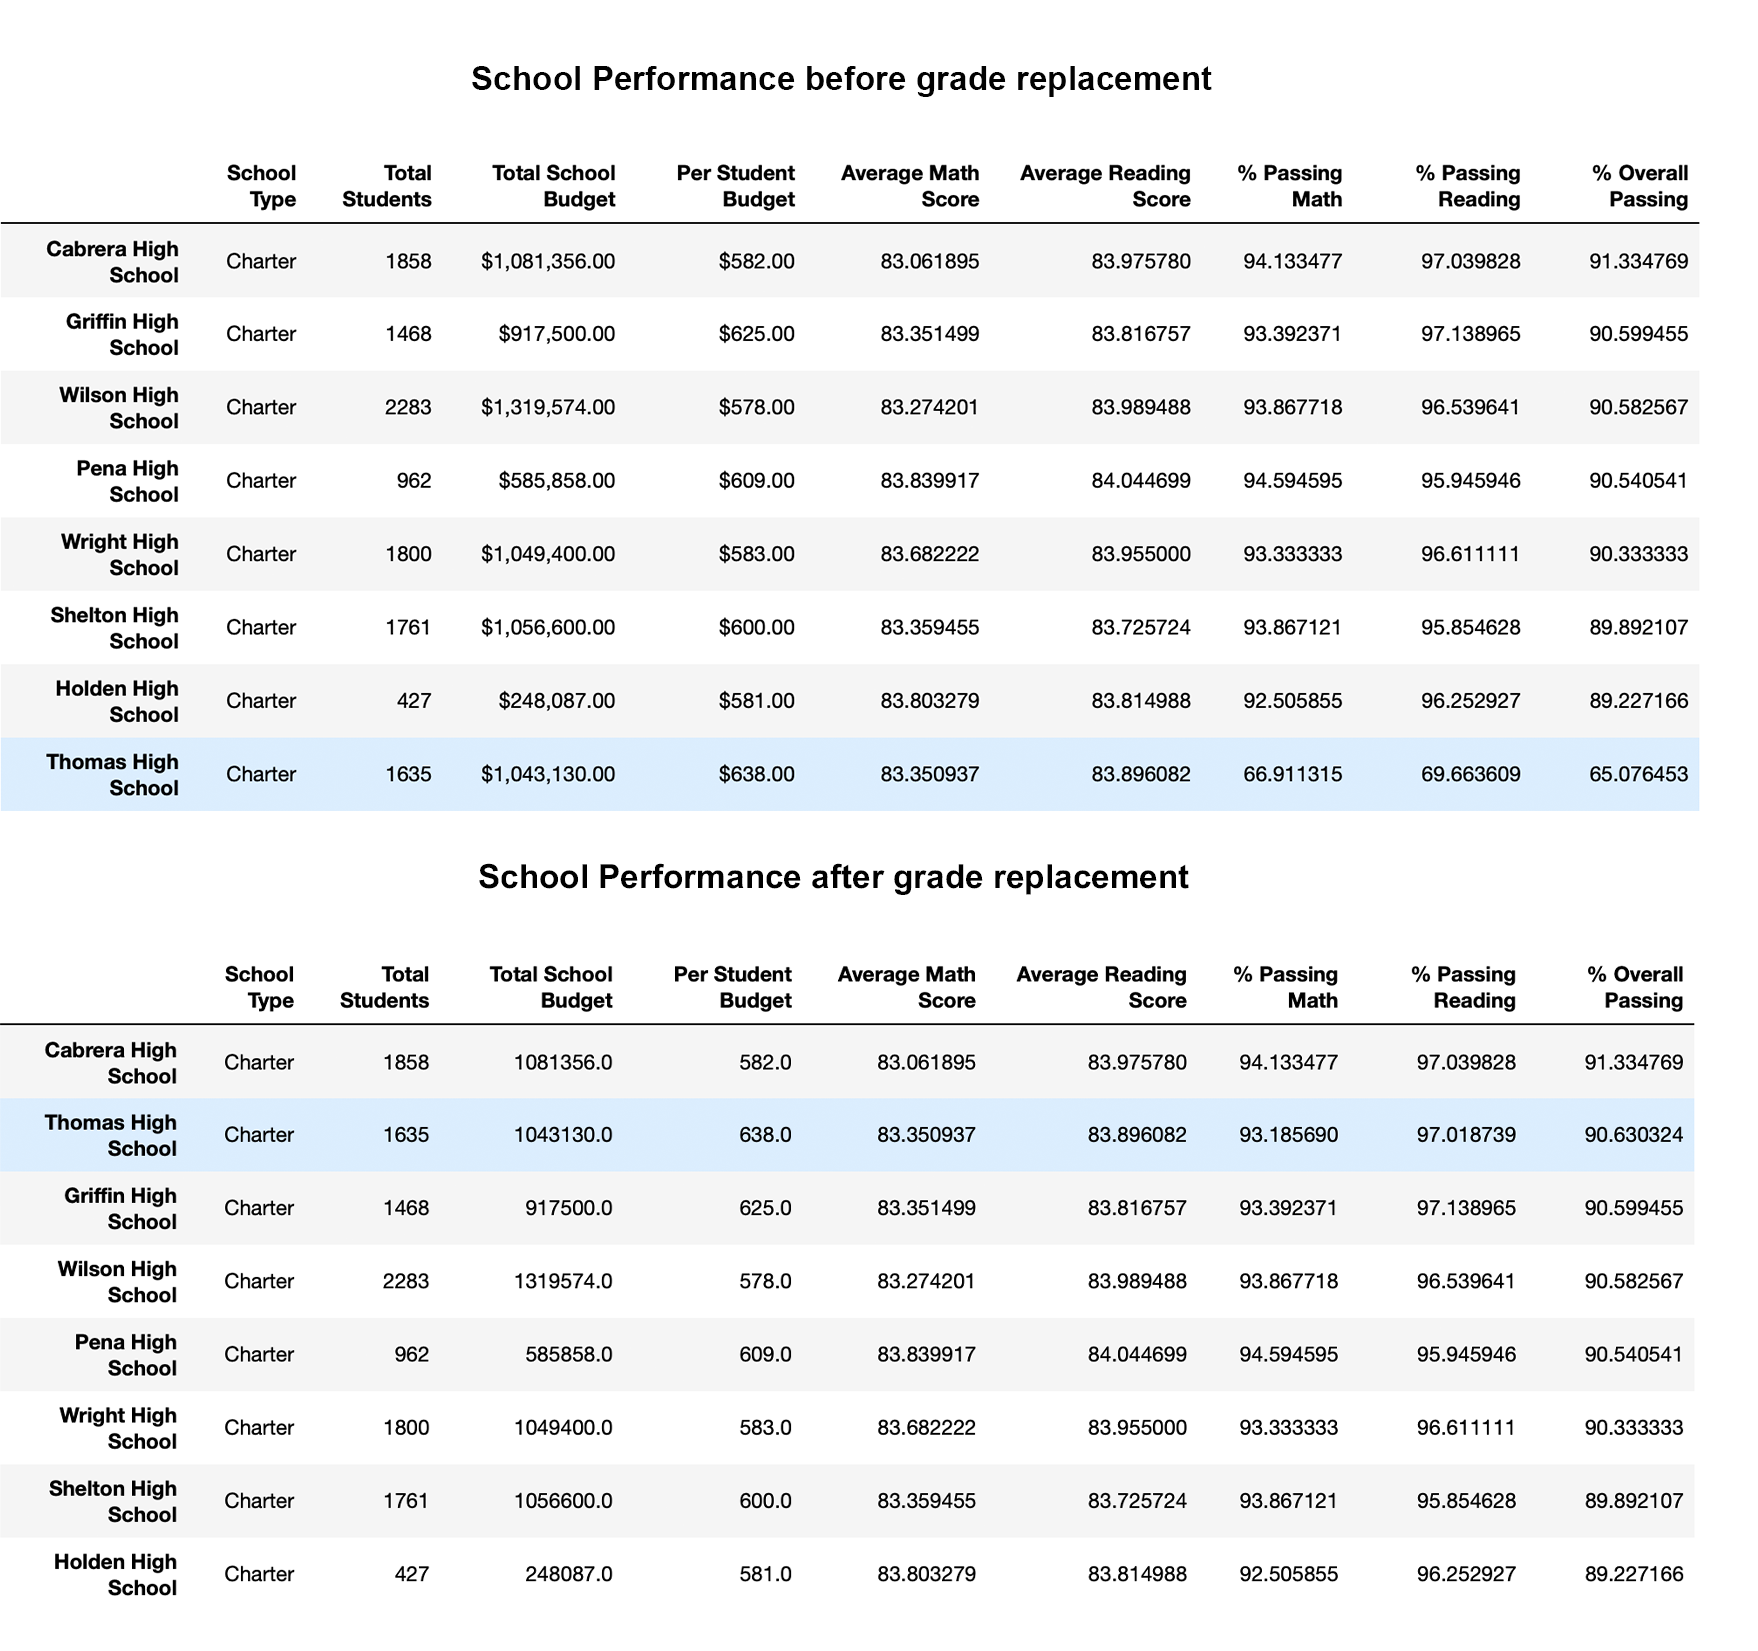 School Performance before grade replacement
School Type Total Students Total School Budget Per Student Budget Average Math Score Average Reading Score % Passing Math % Passing Reading % Overall Passing
Cabrera High School Charter 1858 $1,081,356.00 $582.00 83.061895 83.975780 94.133477 97.039828 91.334769
Griffin High School Charter 1468 $917,500.00 $625.00 83.351499 83.816757 93.392371 97.138965 90.599455
Wilson High School Charter 2283 $1,319,574.00 $578.00 83.274201 83.989488 93.867718 96.539641 90.582567
Pena High School Charter 962 $585,858.00 $609.00 83.839917 84.044699 94.594595 95.945946 90.540541
Wright High School Charter 1800 $1,049,400.00 $583.00 83.682222 83.955000 93.333333 96.611111 90.333333
Shelton High School Charter 1761 $1,056,600.00 $600.00 83.359455 83.725724 93.867121 95.854628 89.892107
Holden High School Charter 427 $248,087.00 $581.00 83.803279 83.814988 92.505855 96.252927 89.227166
Thomas High School Charter 1635 $1,043,130.00 $638.00 83.350937 83.896082 66.911315 69.663609 65.076453
School Performance after grade replacement
School Type Total Students Total School Budget Per Student Budget Average Math Score Average Reading Score % Passing Math % Passing Reading % Overall Passing
Cabrera High School Charter 1858 1081356.0 582.0 83.061895 83.975780 94.133477 97.039828 91.334769
Thomas High School Charter 1635 1043130.0 638.0 83.350937 83.896082 93.185690 97.018739 90.630324
Griffin High School Charter 1468 917500.0 625.0 83.351499 83.816757 93.392371 97.138965 90.599455
Wilson High School Charter 2283 1319574.0 578.0 83.274201 83.989488 93.867718 96.539641 90.582567
Pena High School Charter 962 585858.0 609.0 83.839917 84.044699 94.594595 95.945946 90.540541
Wright High School Charter 1800 1049400.0 583.0 83.682222 83.955000 93.333333 96.611111 90.333333
Shelton High School Charter 1761 1056600.0 600.0 83.359455 83.725724 93.867121 95.854628 89.892107
Holden High School Charter 427 248087.0 581.0 83.803279 83.814988 92.505855 96.252927 89.227166